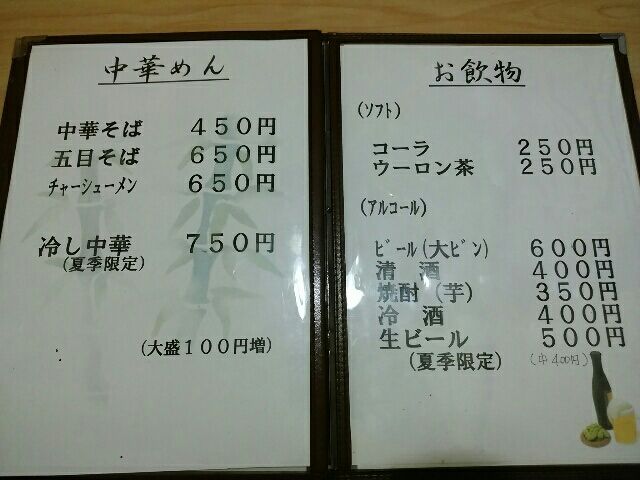 中華めん
中華そば 450円
五目そば 650円
チャーシューメン 650円
冷し中華 750円
(夏季限定)
(大盛100円増)
お飲物
(ソフト)
コーラ 250円
ウーロン茶 250円
(アルコール)
ビール(大ビン) 600円
清 酒 400円
焼酎(芋) 350円
冷 酒 400円
生ビール 500円
(夏季限定) (中400円)